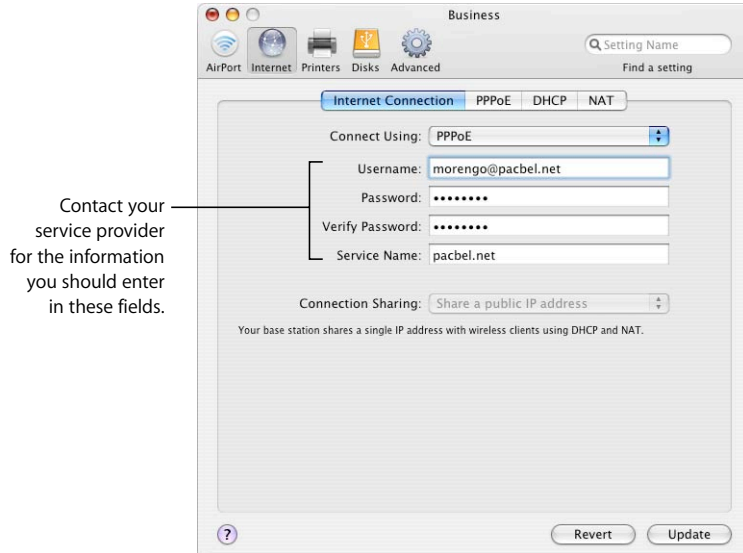 Business
Setting Name
AirPort Internet Printers Disks Advanced
Find a setting
Internet Connection PPPoE DHCP NAT
Connect Using: PPPoE
Username: morengo@pacbel.net
Password: ••••••••
Verify Password: ••••••••
Service Name: pacbel.net
Contact your
service provider
for the information
you should enter
in these fields.
Connection Sharing: Share a public IP address
Your base station shares a single IP address with wireless clients using DHCP and NAT.
? Revert Update